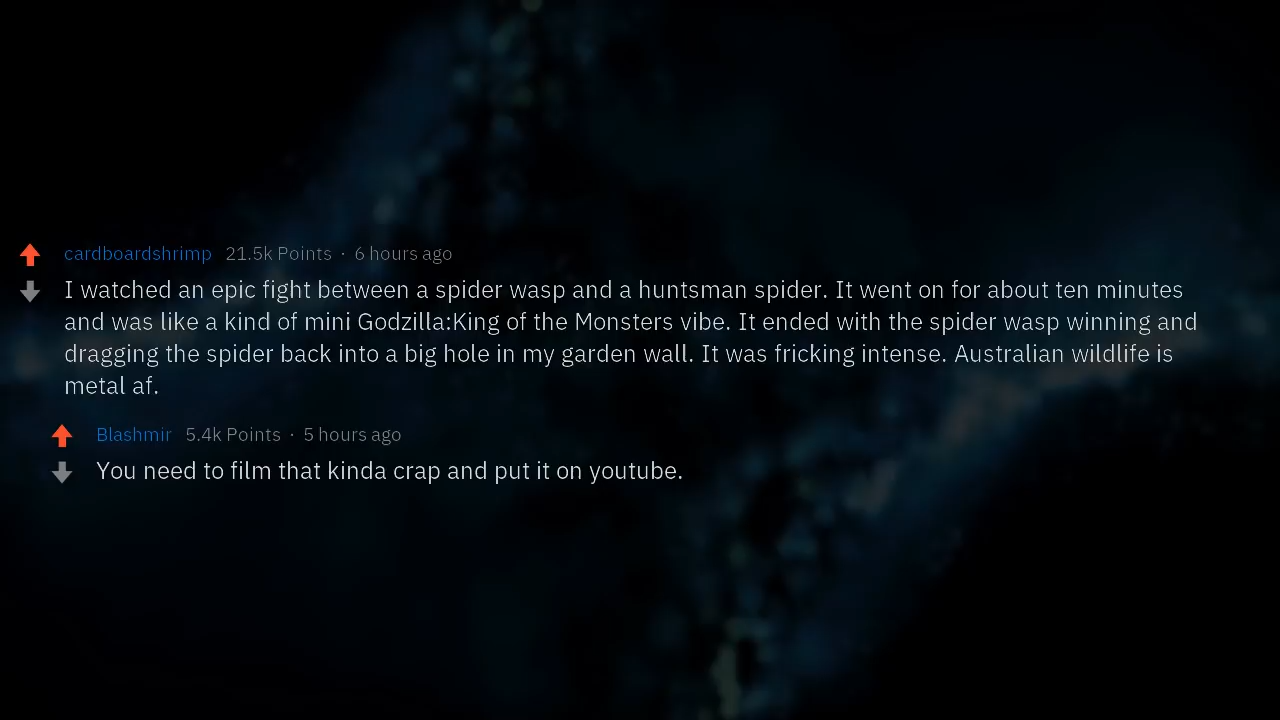 cardboardshrimp 21.5k Points · 6 hours ago
I watched an epic fight between a spider wasp and a huntsman spider. It went on for about ten minutes
and was like a kind of mini Godzilla:King of the Monsters vibe. It ended with the spider wasp winning and
dragging the spider back into a big hole in my garden wall. It was fricking intense. Australian wildlife is
metal af.
Blashmir 5.4k Points · 5 hours ago
You need to film that kinda crap and put it on youtube.